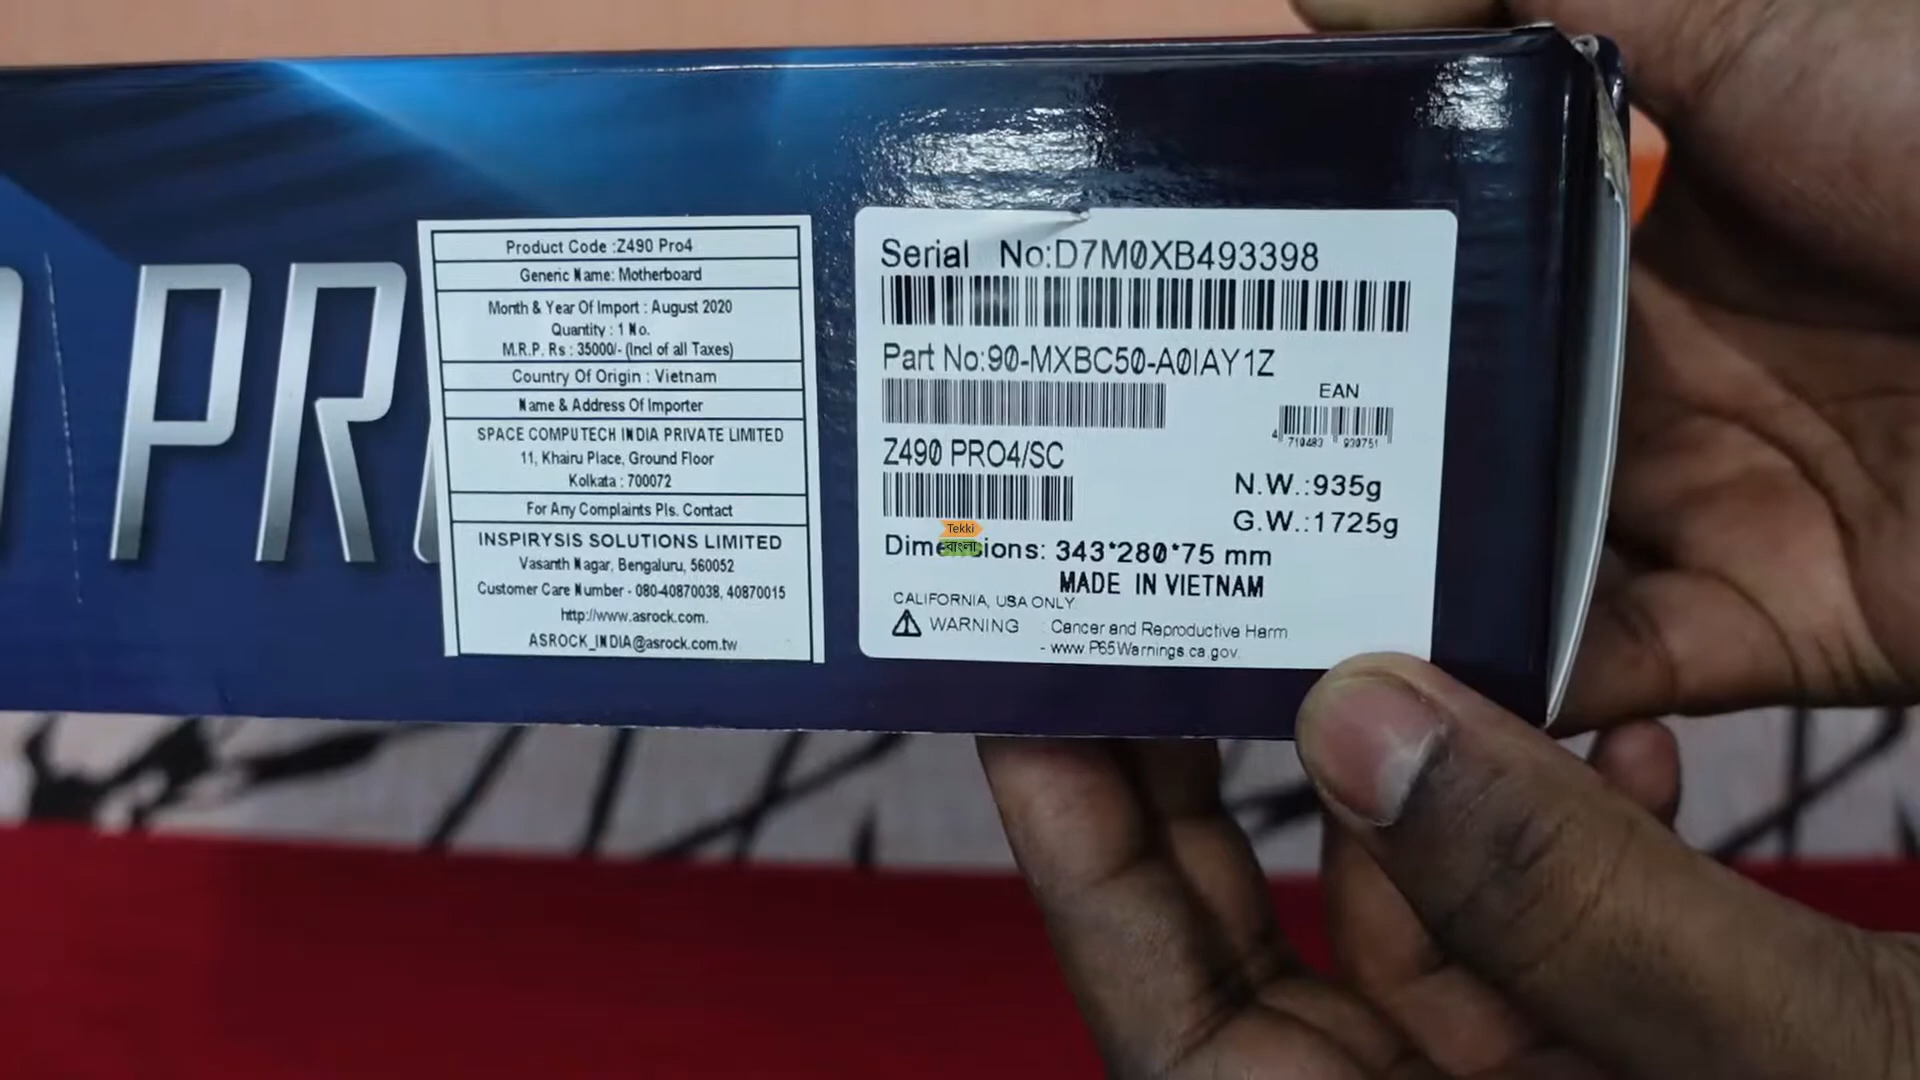 PR
Product Code :Z490 Pro4
Generic Name: Motherboard
Month & Year Of Import : August 2020
Quantity : 1 No.
M.R.P. Rs : 35000/- (Incl of all Taxes)
Country Of Origin : Vietnam
Name & Address Of Importer
SPACE COMPUTECH INDIA PRIVATE LIMITED
11, Khairu Place, Ground Floor
Kolkata : 700072
For Any Complaints Pls. Contact
INSPIRYSIS SOLUTIONS LIMITED
Vasanth Nagar, Bengaluru, 560052
Customer Care Number - 080-40870038, 40870015
http://www.asrock.com.
ASROCK_INDIA@asrock.com.tw
Serial No:D7M0XB493398
Part No:90-MXBC50-A0IAY1Z
EAN
4 710483 930751
Z490 PRO4/SC
N.W.:935g
G.W.:1725g
Tekki
বাংলা
Dimensions: 343*280*75 mm
MADE IN VIETNAM
CALIFORNIA, USA ONLY
WARNING : Cancer and Reproductive Harm
- www.P65Warnings.ca.gov.